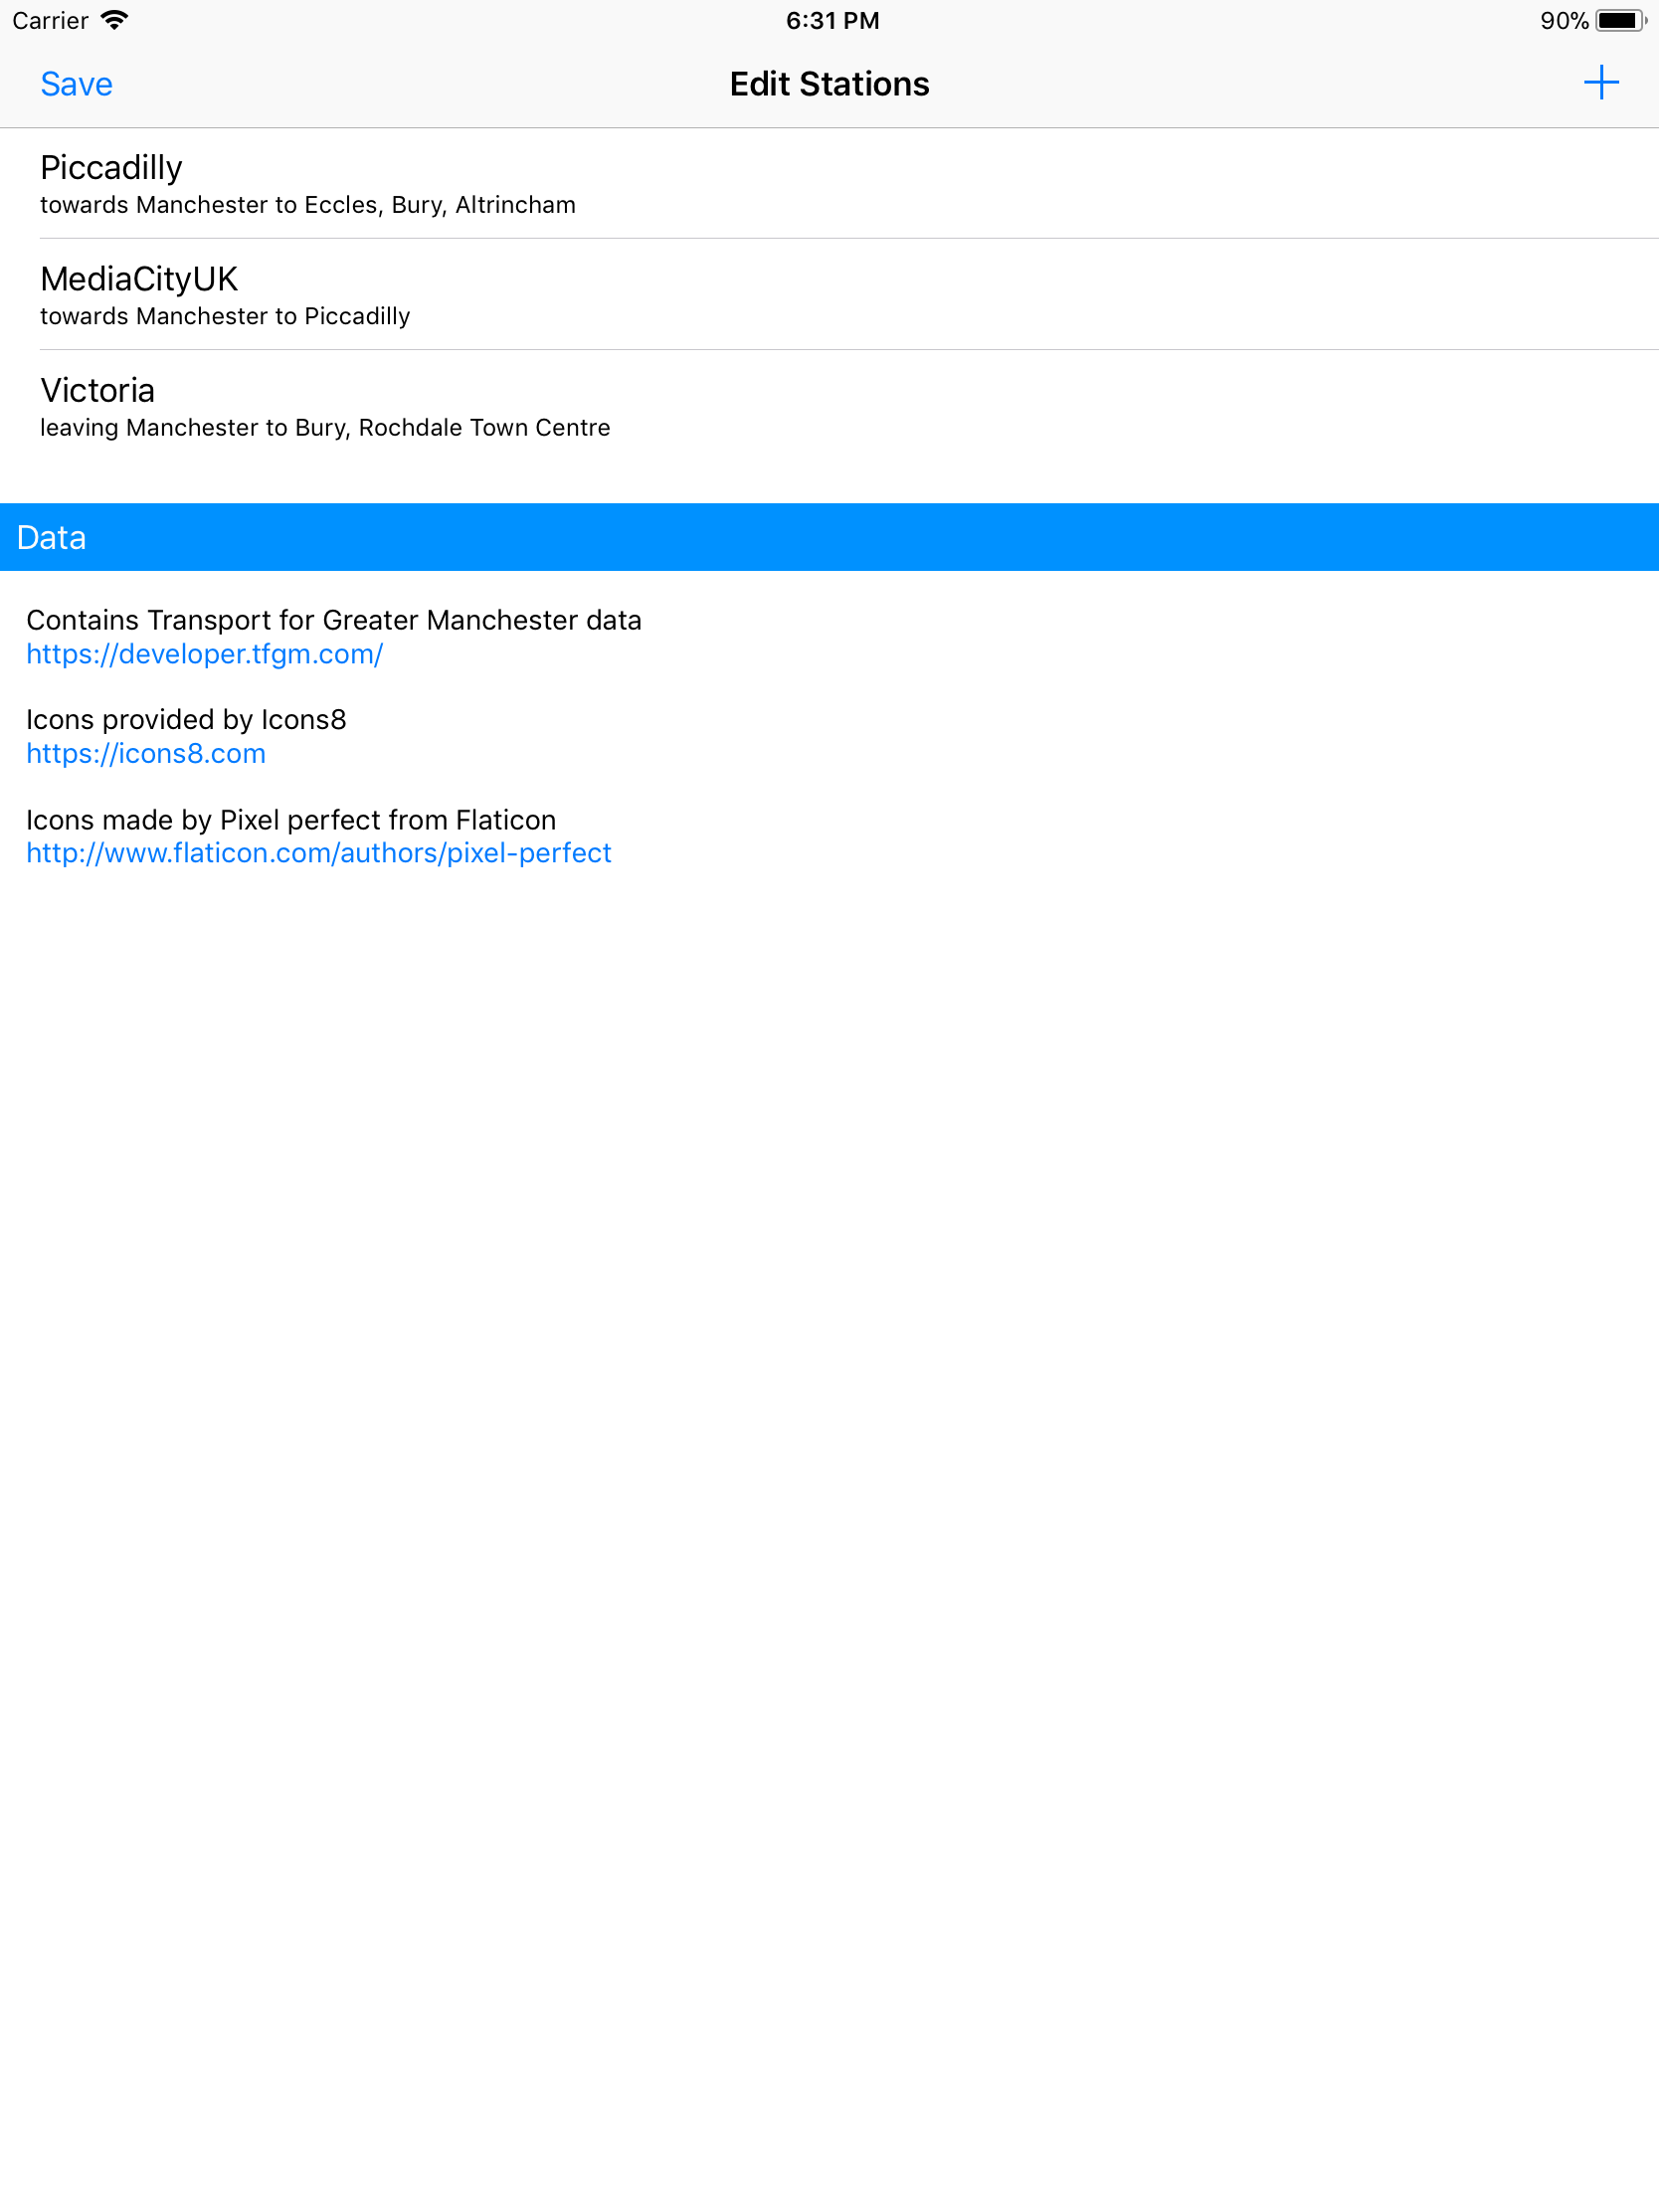 Carrier 6:31 PM 90%
Save Edit Stations +
Piccadilly
towards Manchester to Eccles, Bury, Altrincham
MediaCityUK
towards Manchester to Piccadilly
Victoria
leaving Manchester to Bury, Rochdale Town Centre
Data
Contains Transport for Greater Manchester data
https://developer.tfgm.com/
Icons provided by Icons8
https://icons8.com
Icons made by Pixel perfect from Flaticon
http://www.flaticon.com/authors/pixel-perfect